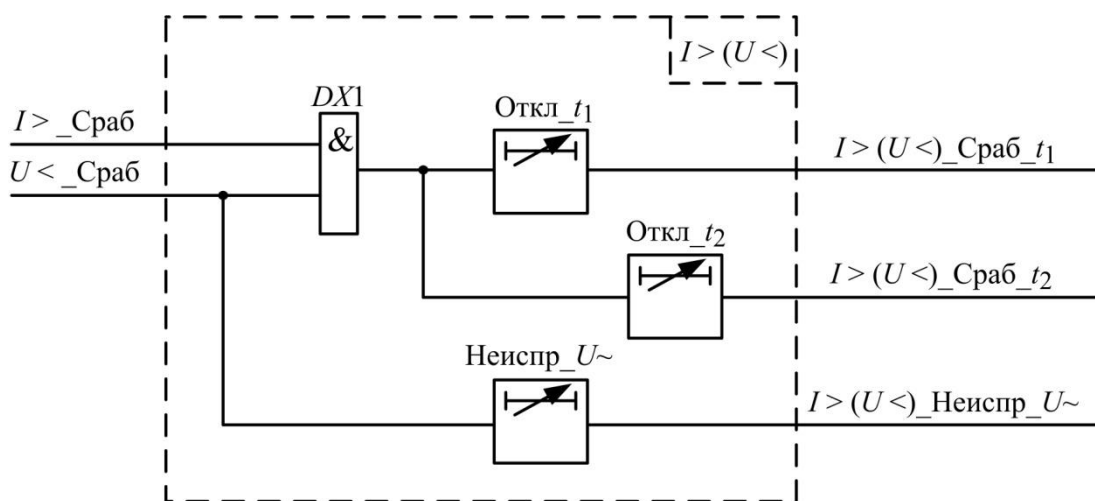 I > (U <)
DX1
I > _Сраб
&
Откл_t1
I > (U <)_Сраб_t1
U < _Сраб
Откл_t2
I > (U <)_Сраб_t2
Неиспр_U~
I > (U <)_Неиспр_U~